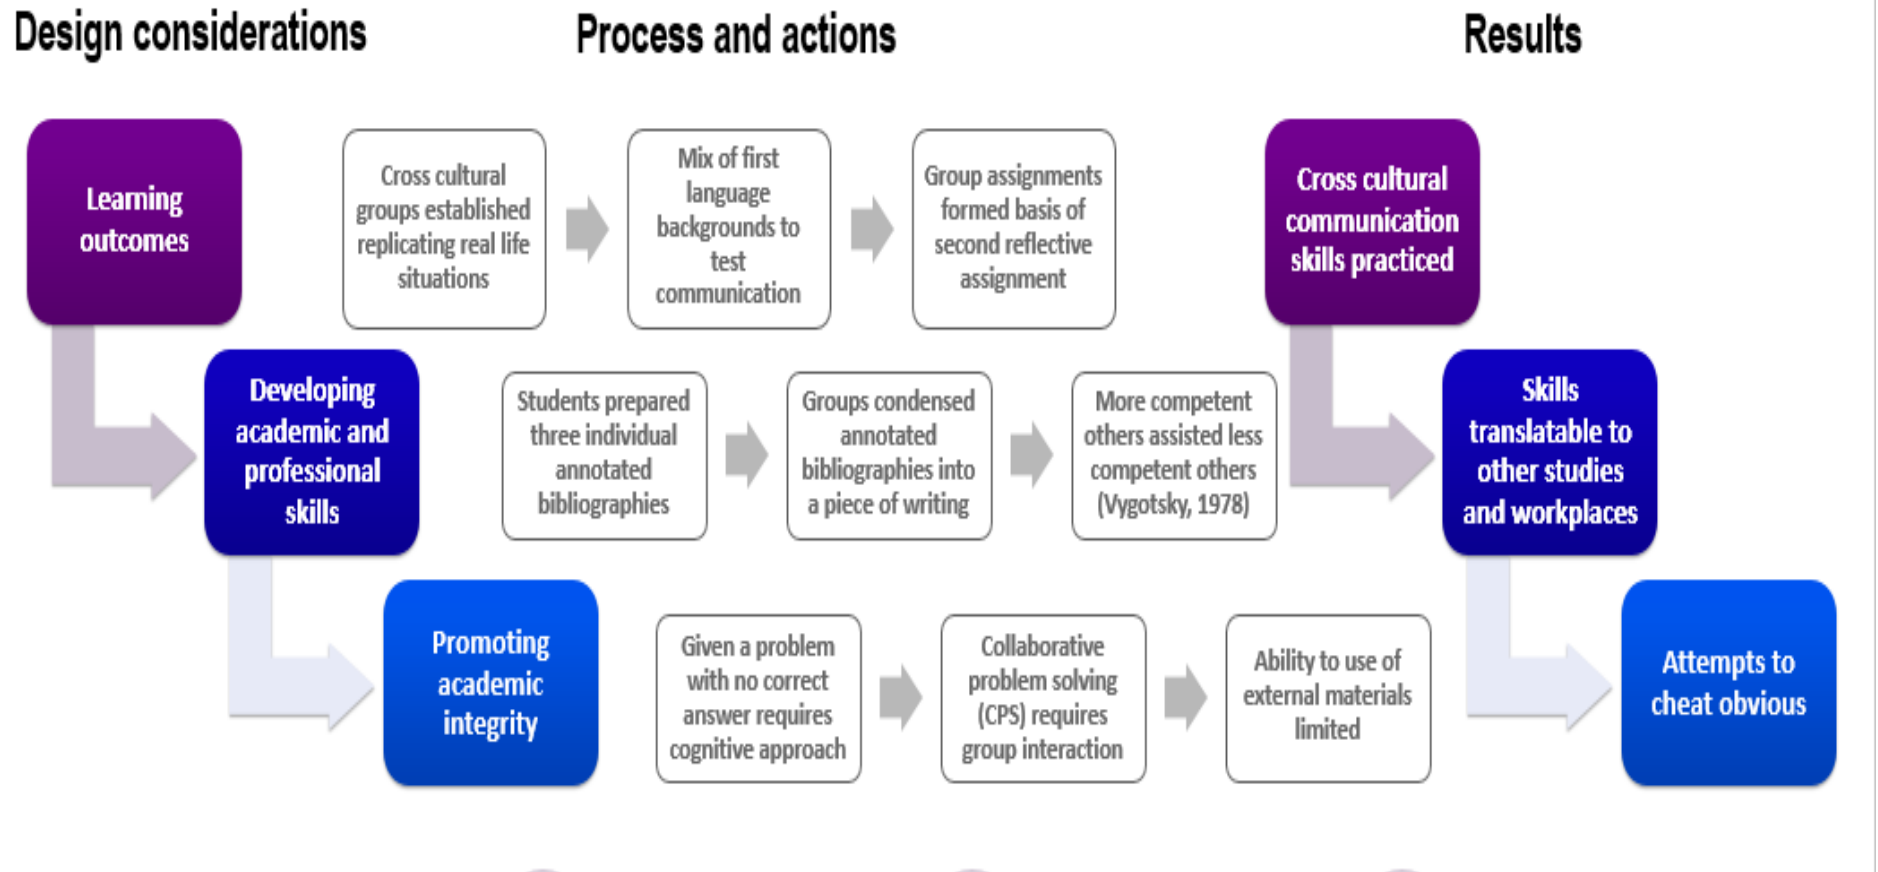 Design considerations
Process and actions
Results
Learning
outcomes
Cross cultural
groups established
replicating real life
situations
Mix of first
language
backgrounds to
test
communication
Group assignments
formed basis of
second reflective
assignment
Cross cultural
communication
skills practiced
Developing
academic and
professional
skills
Students prepared
three individual
annotated
bibliographies
Groups condensed
annotated
bibliographies into
a piece of writing
More competent
others assisted less
competent others
(Vygotsky, 1978)
Skills
translatable to
other studies
and workplaces
Promoting
academic
integrity
Given a problem
with no correct
answer requires
cognitive approach
Collaborative
problem solving
(CPS) requires
group interaction
Ability to use of
external materials
limited
Attempts to
cheat obvious